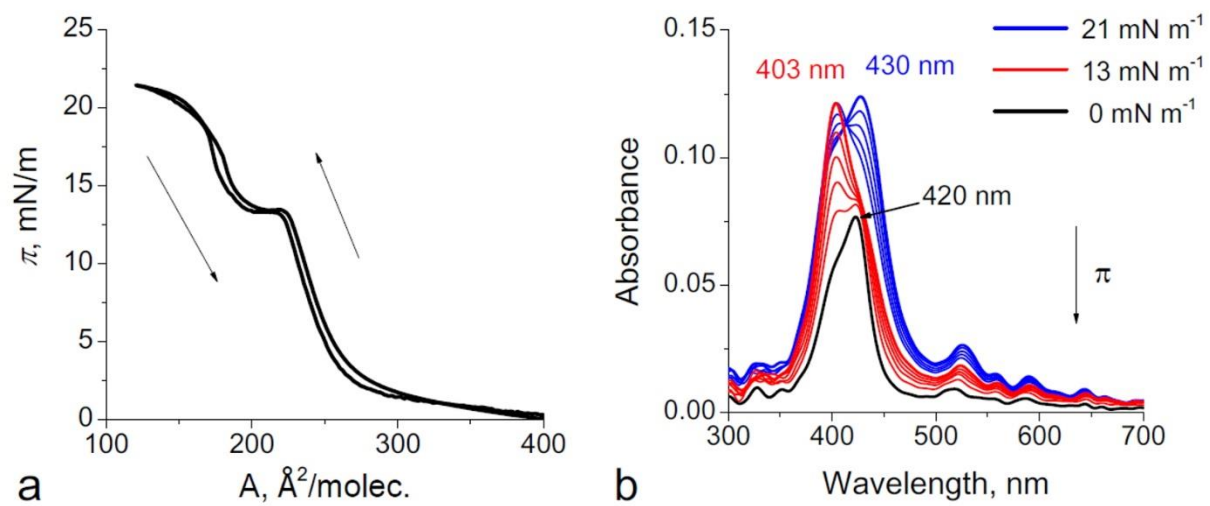 25
20
15
10
5
0
π, mN/m
100
200
300
400
A, Å²/molec.
a
0.15
0.10
0.05
0.00
Absorbance
403 nm
430 nm
21 mN m⁻¹
13 mN m⁻¹
0 mN m⁻¹
420 nm
π
300
400
500
600
700
Wavelength, nm
b